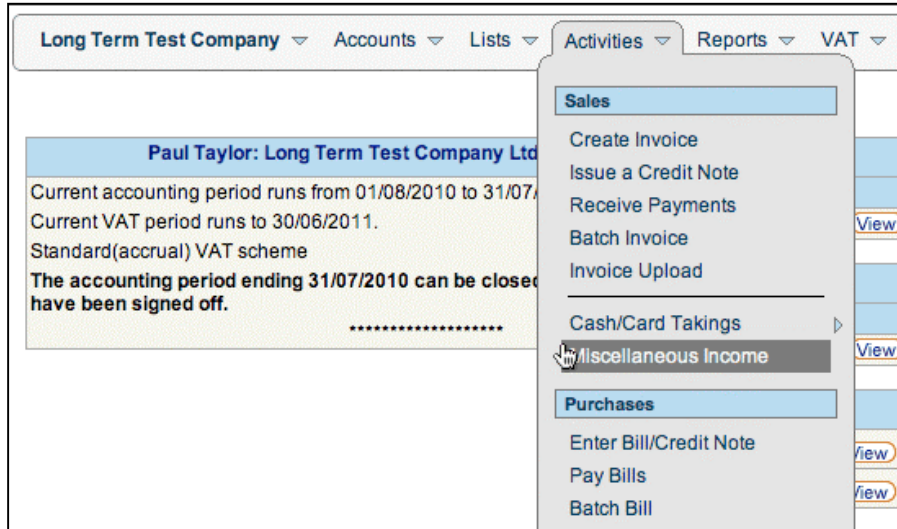 Long Term Test Company Accounts Lists Activities Reports VAT
Paul Taylor: Long Term Test Company Ltd
Current accounting period runs from 01/08/2010 to 31/07/
Current VAT period runs to 30/06/2011.
Standard(accrual) VAT scheme
The accounting period ending 31/07/2010 can be closed
have been signed off.
*******************
Sales
Create Invoice
Issue a Credit Note
Receive Payments
Batch Invoice
Invoice Upload
Cash/Card Takings
Miscellaneous Income
Purchases
Enter Bill/Credit Note
Pay Bills
Batch Bill
View
View
View
View